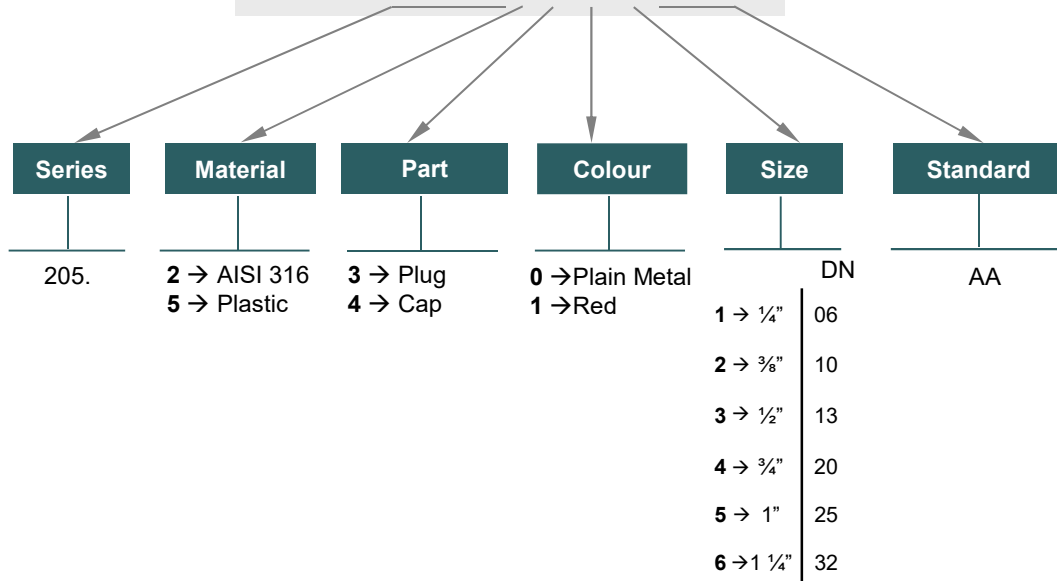 Series Material Part Colour Size Standard
205. 2 → AISI 316 3 → Plug 0 →Plain Metal DN AA
5 → Plastic 4 → Cap 1 →Red
1 → ¼” 06
2 → ⅜” 10
3 → ½” 13
4 → ¾” 20
5 → 1” 25
6 →1 ¼” 32